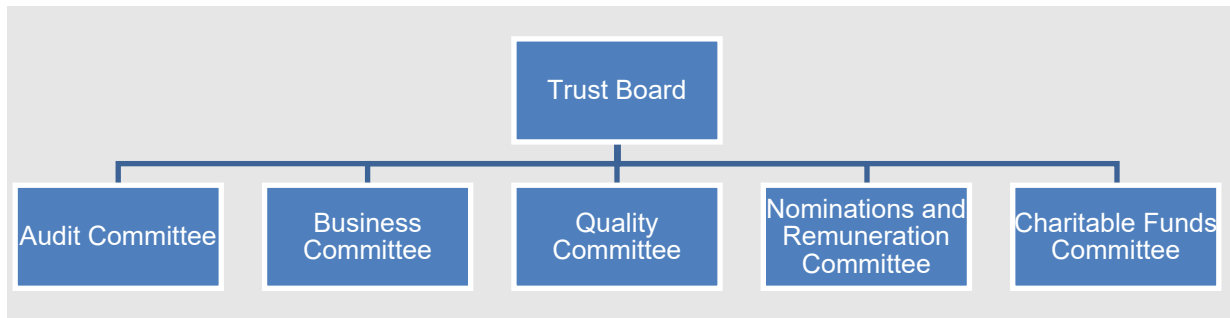 Trust Board
Audit Committee
Business
Committee
Quality
Committee
Nominations and
Remuneration
Committee
Charitable Funds
Committee